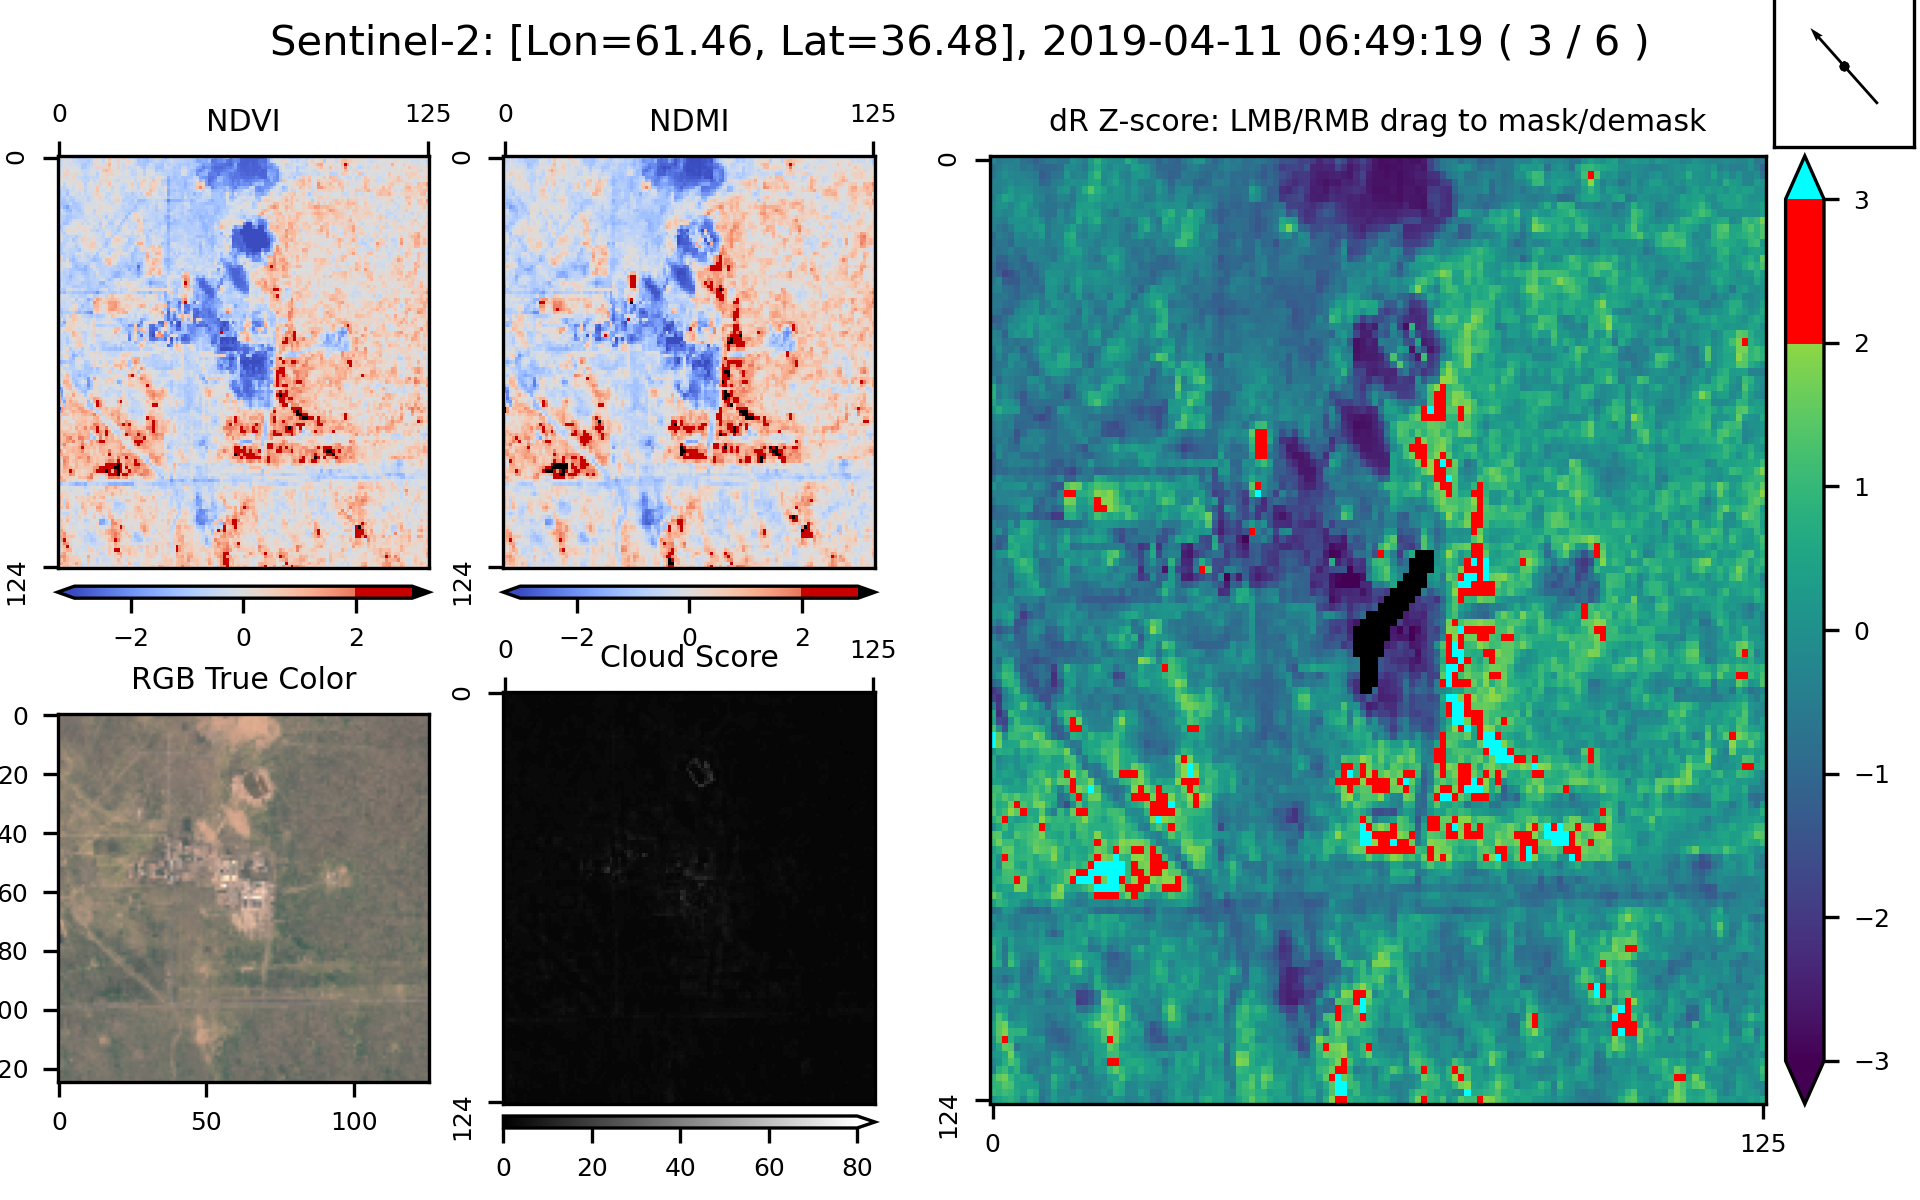 Sentinel-2: [Lon=61.46, Lat=36.48], 2019-04-11 06:49:19 ( 3 / 6 )
0 NDVI 125
0 NDMI 125
dR Z-score: LMB/RMB drag to mask/demask
0
124
−2 0 2
0
124
−2 0 2
RGB True Color
0
20
40
60
80
00
20
0 50 100
0 Cloud Score 125
0
124
0 20 40 60 80
0
124
0 125
3
2
1
0
−1
−2
−3